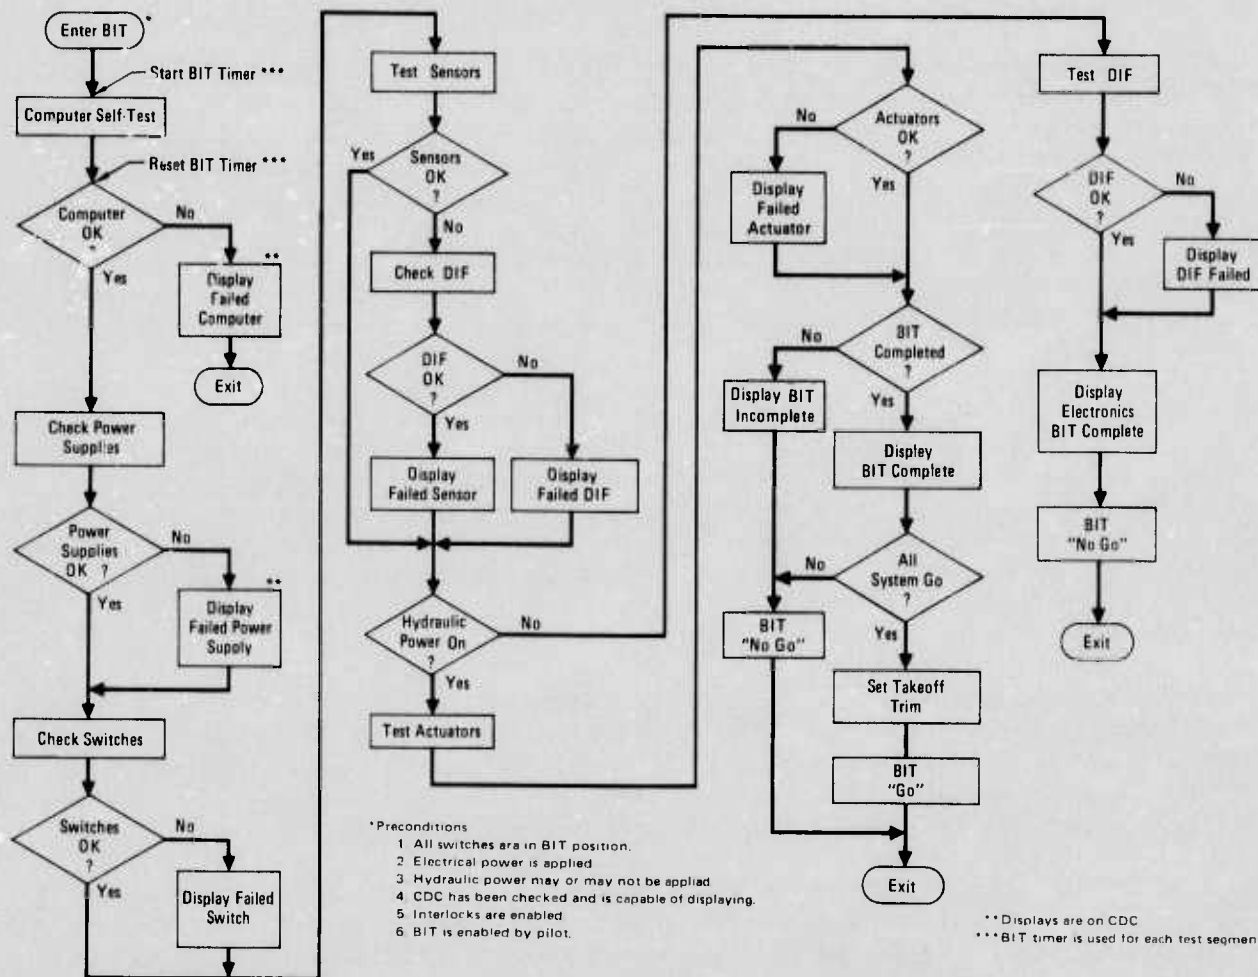 Enter BIT *
Start BIT Timer ***
Computer Self-Test
Reset BIT Timer ***
Computer
OK
No
Yes
**
Display
Failed
Computer
Exit
Check Power
Supplies
Power
Supplies
OK ?
No
Yes
**
Display
Failed Power
Supply
Check Switches
Switches
OK
?
No
Yes
Display Failed
Switch
Test Sensors
Sensors
OK
?
Yes
No
Check DIF
DIF
OK
?
No
Yes
Display
Failed Sensor
Display
Failed DIF
Hydraulic
Power On
?
No
Yes
Test Actuators
Actuators
OK
?
No
Yes
Display
Failed
Actuator
BIT
Completed
?
No
Yes
Display BIT
Incomplete
Display
BIT Complete
All
System Go
?
No
Yes
BIT
"No Go"
Set Takeoff
Trim
BIT
"Go"
Exit
Test DIF
DIF
OK
?
No
Yes
Display
DIF Failed
Display
Electronics
BIT Complete
BIT
"No Go"
Exit
*Preconditions
1 All switches are in BIT position.
2 Electrical power is applied
3 Hydraulic power may or may not be applied
4 CDC has been checked and is capable of displaying.
5 Interlocks are enabled
6 BIT is enabled by pilot.
**Displays are on CDC
***BIT timer is used for each test segmen